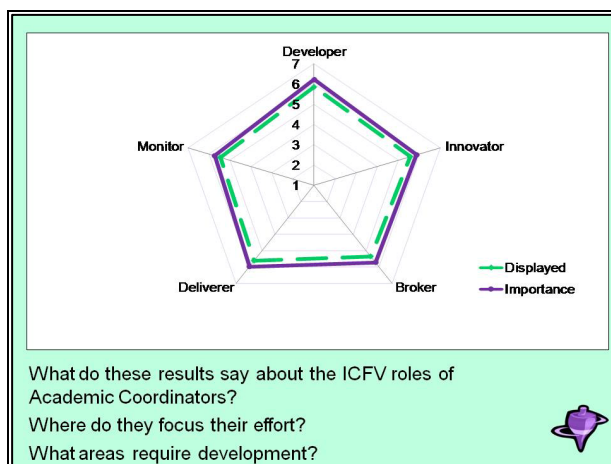 Developer
7
6
5
4
3
2
1
Monitor
Innovator
Deliverer
Broker
Displayed
Importance
What do these results say about the ICFV roles of
Academic Coordinators?
Where do they focus their effort?
What areas require development?